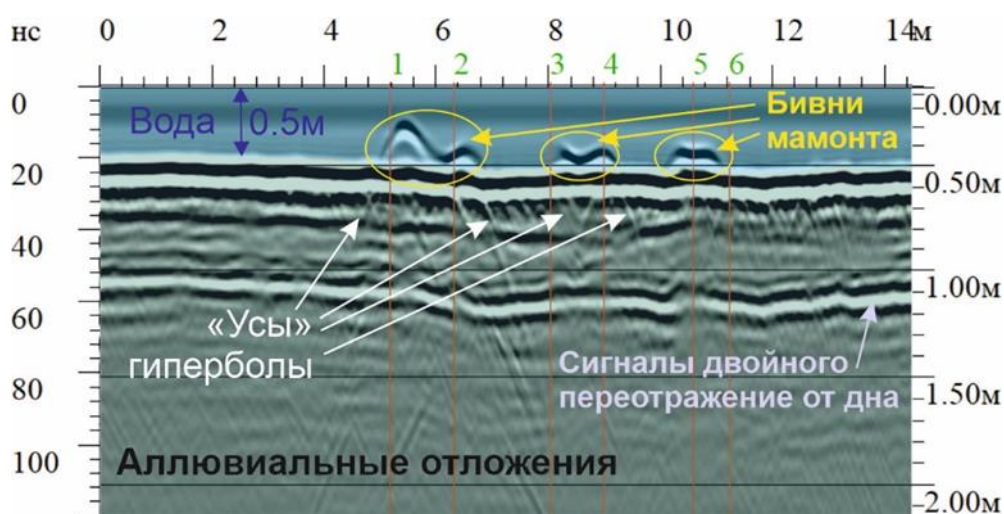 нс 0 2 4 6 8 10 12 14м
1 2 3 4 5 6
0 0.00м
Вода 0.5м
Бивни
мамонта
20 0.50м
40
1.00м
60
«Усы»
гиперболы
Сигналы двойного
переотражение от дна
80 1.50м
100
Аллювиальные отложения
2.00м